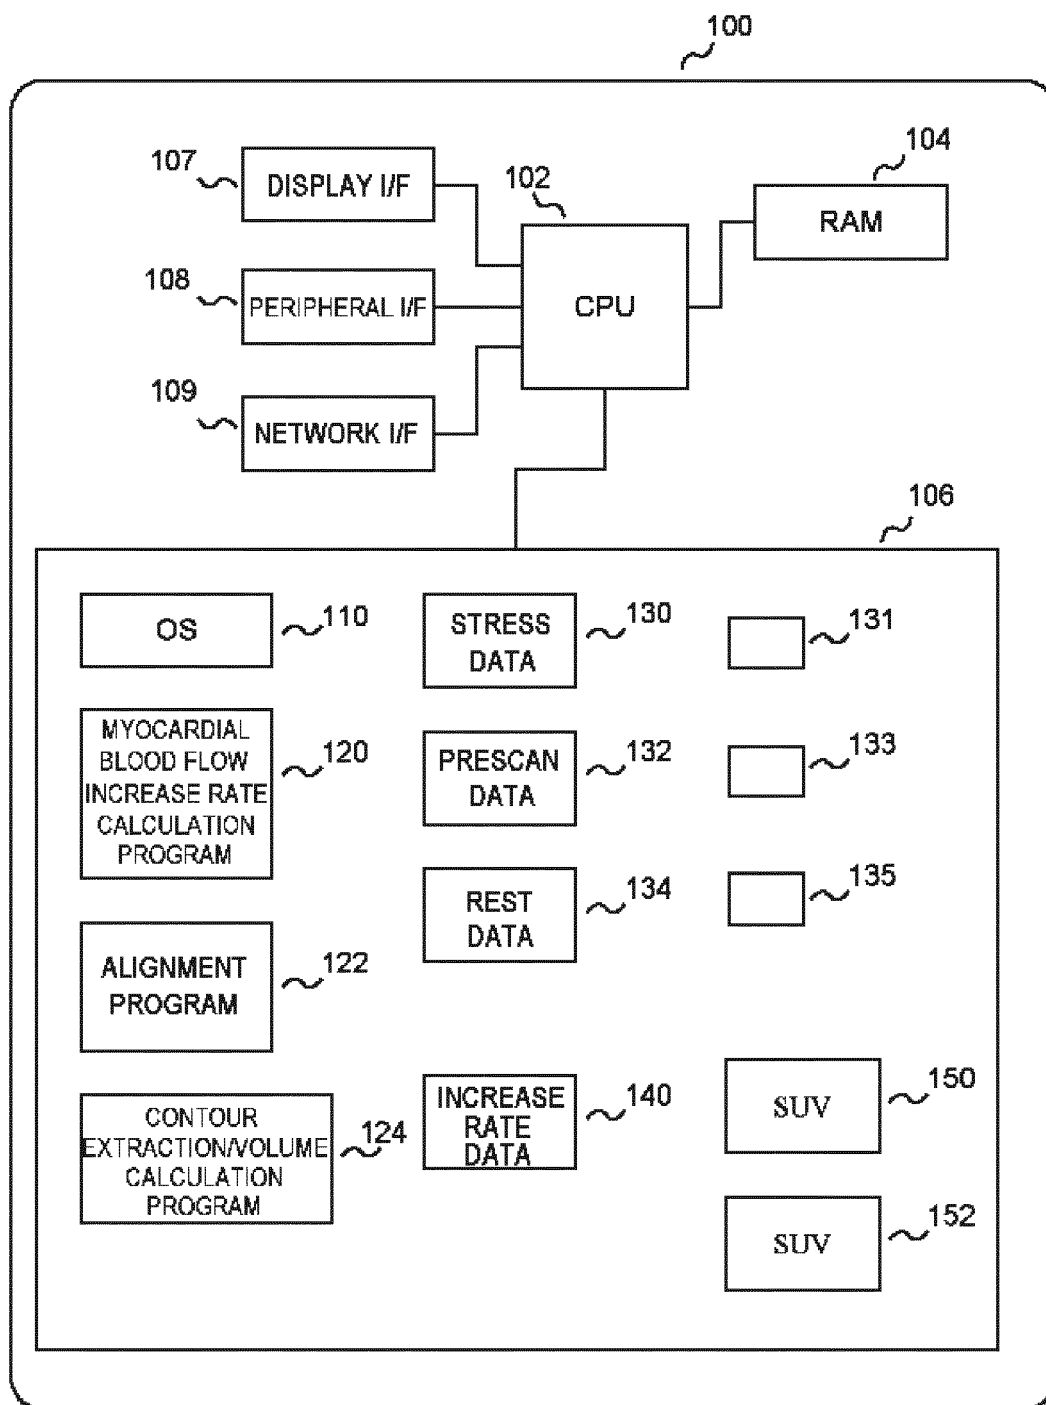 100
107
DISPLAY I/F
102
104
RAM
108
PERIPHERAL I/F
CPU
109
NETWORK I/F
106
OS
110
STRESS
DATA
130
131
MYOCARDIAL
BLOOD FLOW
INCREASE RATE
CALCULATION
PROGRAM
120
PRESCAN
DATA
132
133
REST
DATA
134
135
ALIGNMENT
PROGRAM
122
CONTOUR
EXTRACTION/VOLUME
CALCULATION
PROGRAM
124
INCREASE
RATE
DATA
140
SUV
150
SUV
152